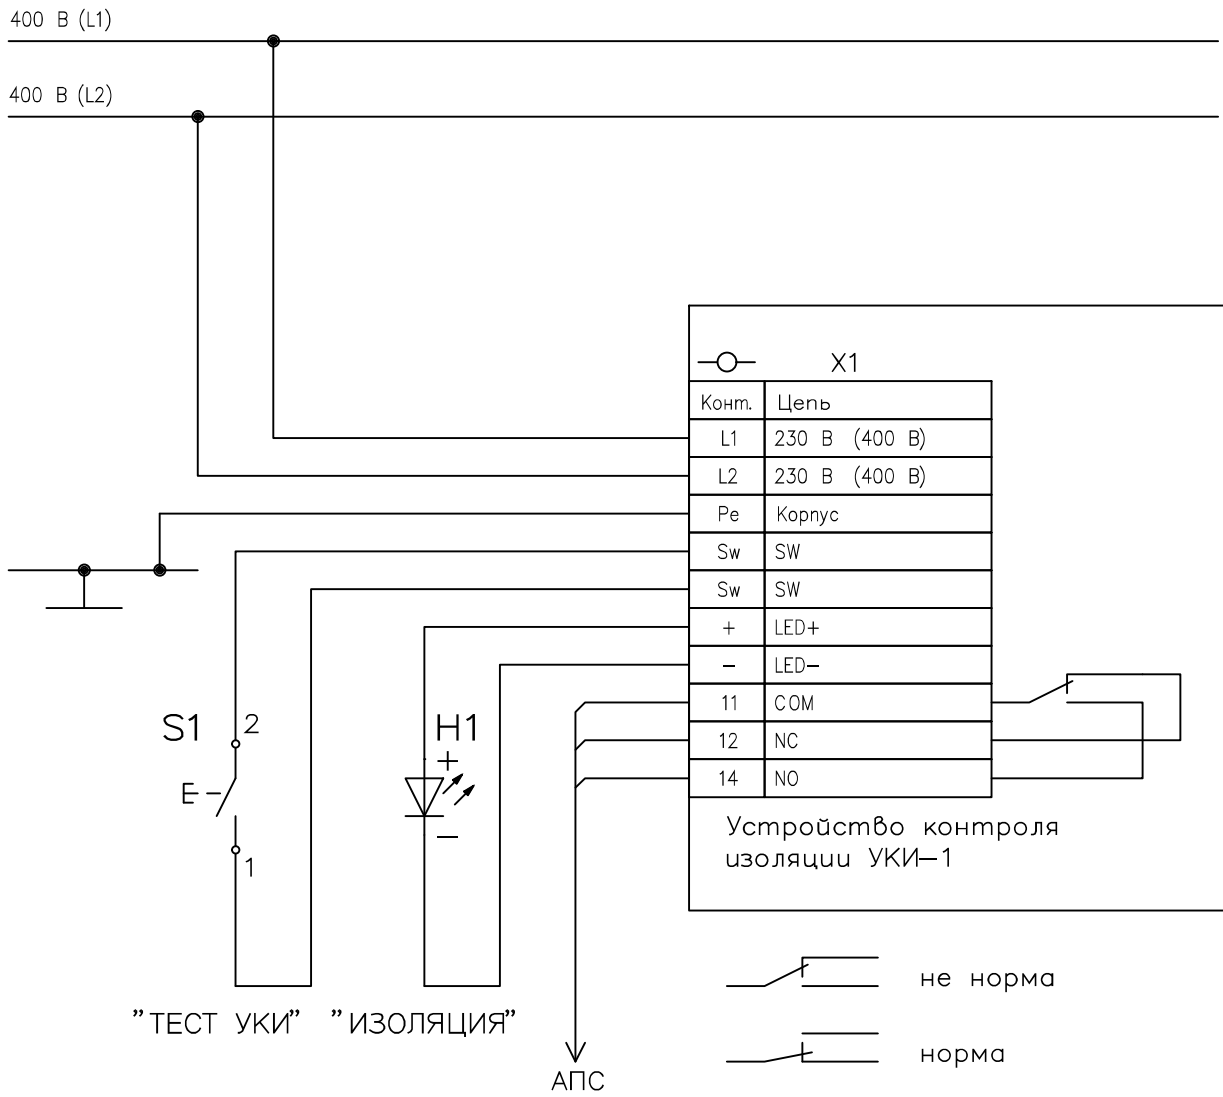 400 В (L1)
400 В (L2)
X1
Конт. Цепь
L1 230 В (400 В)
L2 230 В (400 В)
Pe Корпус
Sw SW
Sw SW
+ LED+
− LED−
11 COM
12 NC
14 NO
S1 2
1
E
H1
+
−
Устройство контроля
изоляции УКИ−1
"ТЕСТ УКИ" "ИЗОЛЯЦИЯ"
не норма
норма
АПС